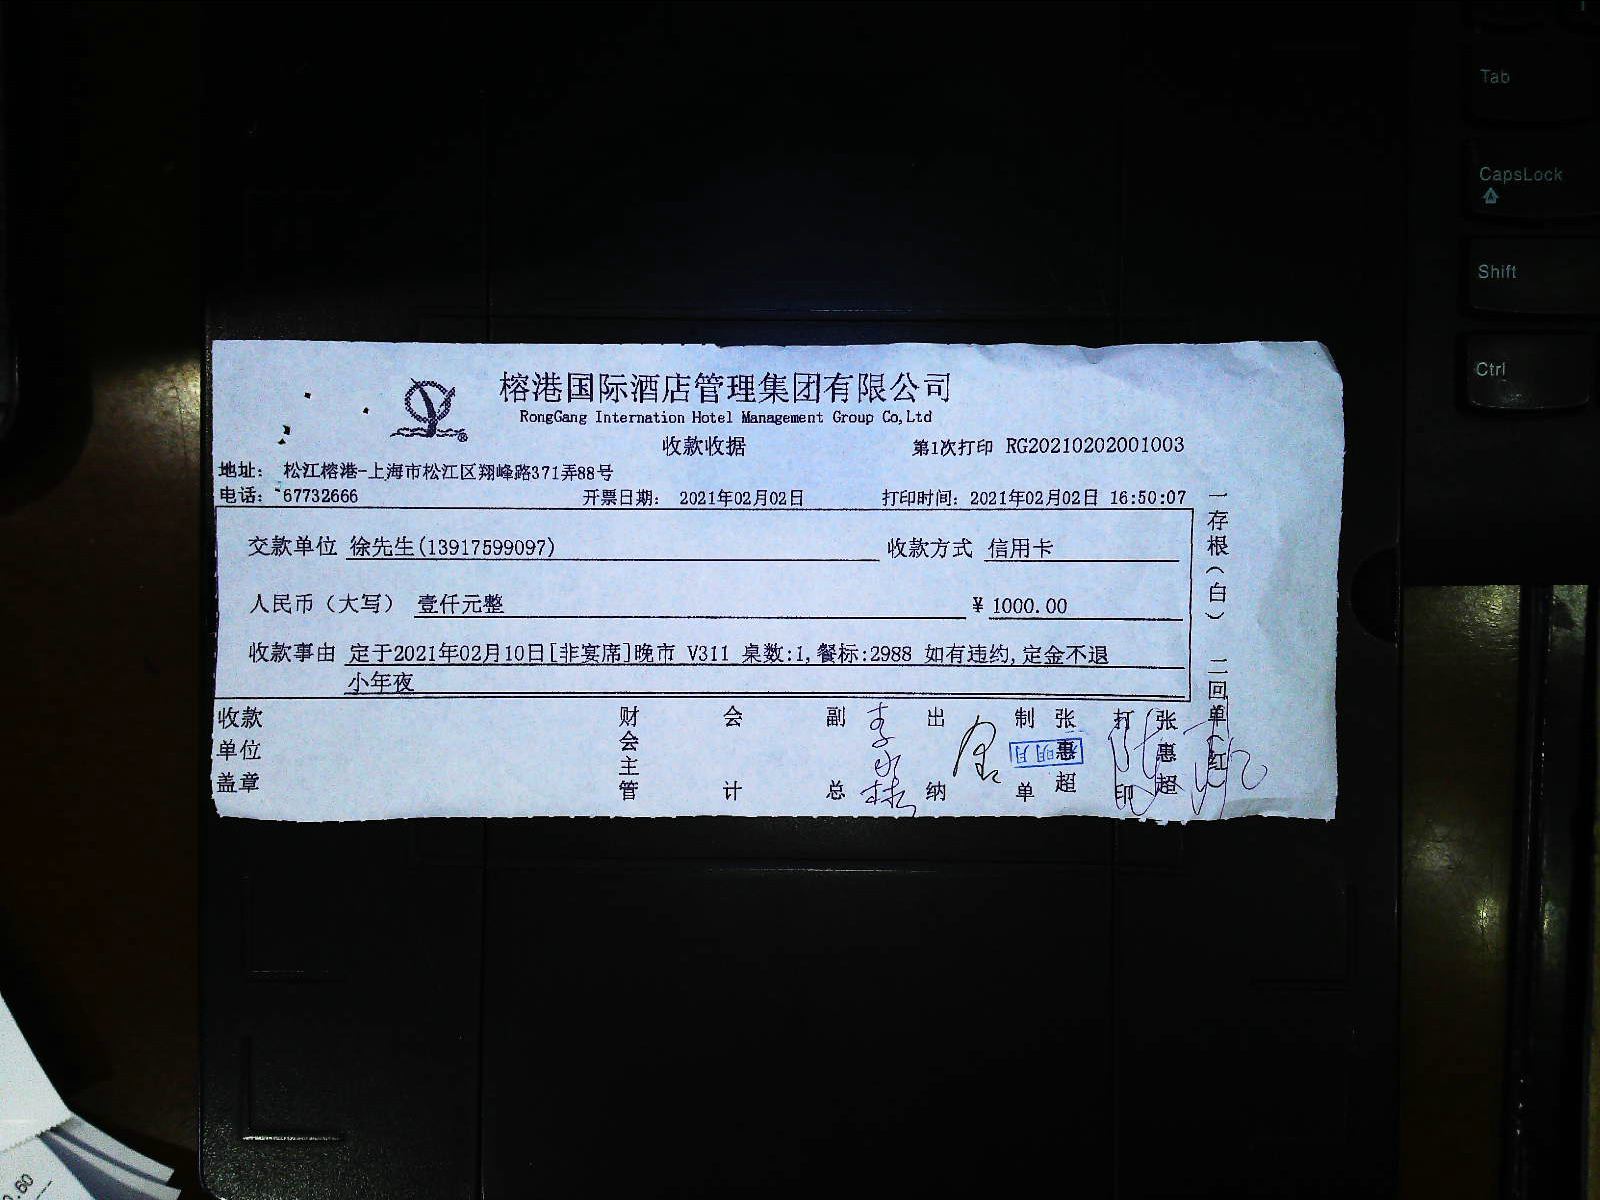 榕港国际酒店管理集团有限公司
RongGang Internation Hotel Management Group Co,Ltd
收款收据
第1次打印 RG20210202001003
地址： 松江榕港-上海市松江区翔峰路371弄88号
电话： 67732666 开票日期： 2021年02月02日 打印时间：2021年02月02日 16:50:07
交款单位 徐先生(13917599097) 收款方式 信用卡
人民币（大写） 壹仟元整 ¥ 1000.00
收款事由 定于2021年02月10日[非宴席]晚市 V311 桌数:1,餐标:2988 如有违约,定金不退
小年夜
收款单位盖章 财会主管 会计 副总 出纳 制单 张惠超 打印 张惠超
一存根（白） 二回单（红）
Tab
CapsLock
Shift
Ctrl